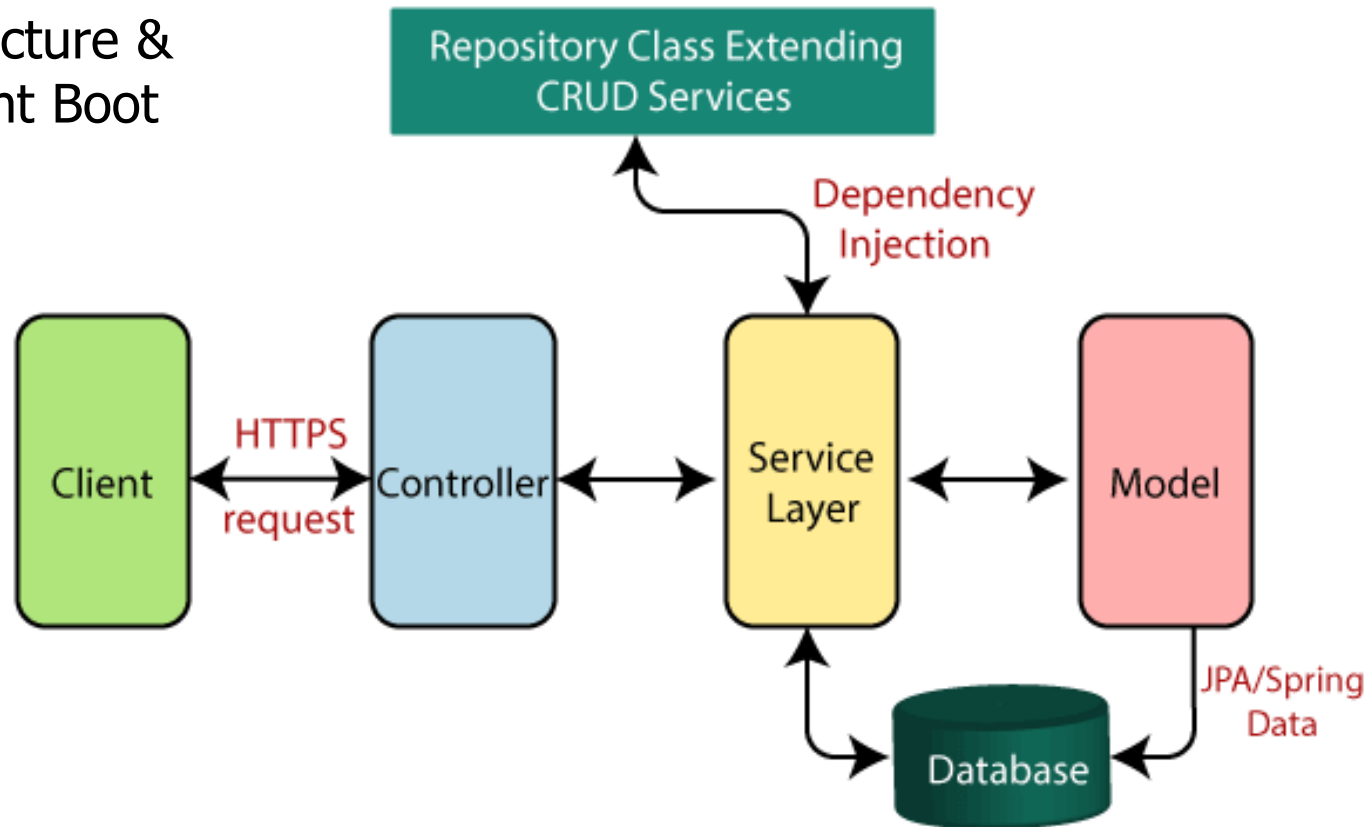 cture &
nt Boot
Repository Class Extending
CRUD Services
Dependency
Injection
HTTPS
request
Client
Controller
Service
Layer
Model
JPA/Spring
Data
Database